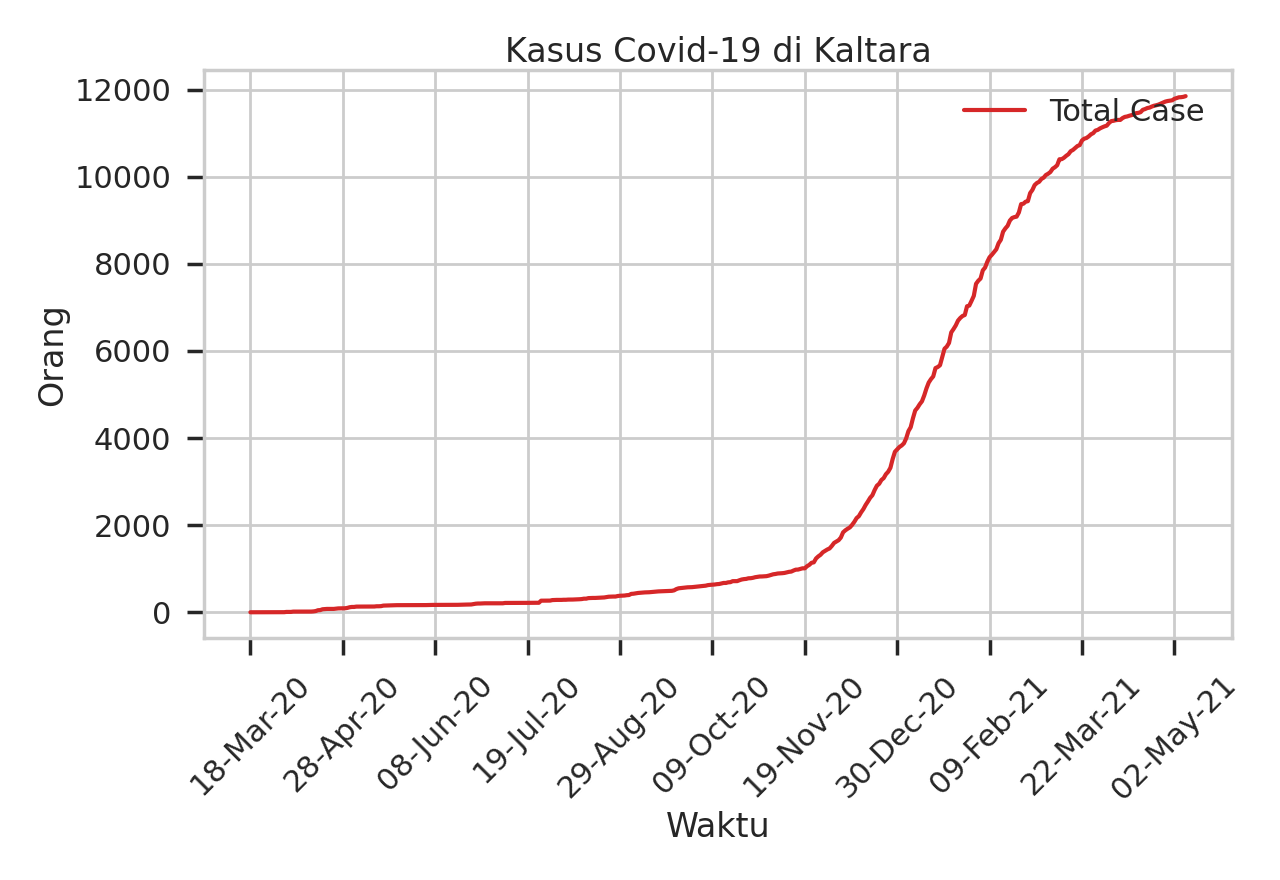 Kasus Covid-19 di Kaltara
Total Case
12000
10000
8000
6000
4000
2000
0
Orang
18-Mar-20
28-Apr-20
08-Jun-20
19-Jul-20
29-Aug-20
09-Oct-20
19-Nov-20
30-Dec-20
09-Feb-21
22-Mar-21
02-May-21
Waktu